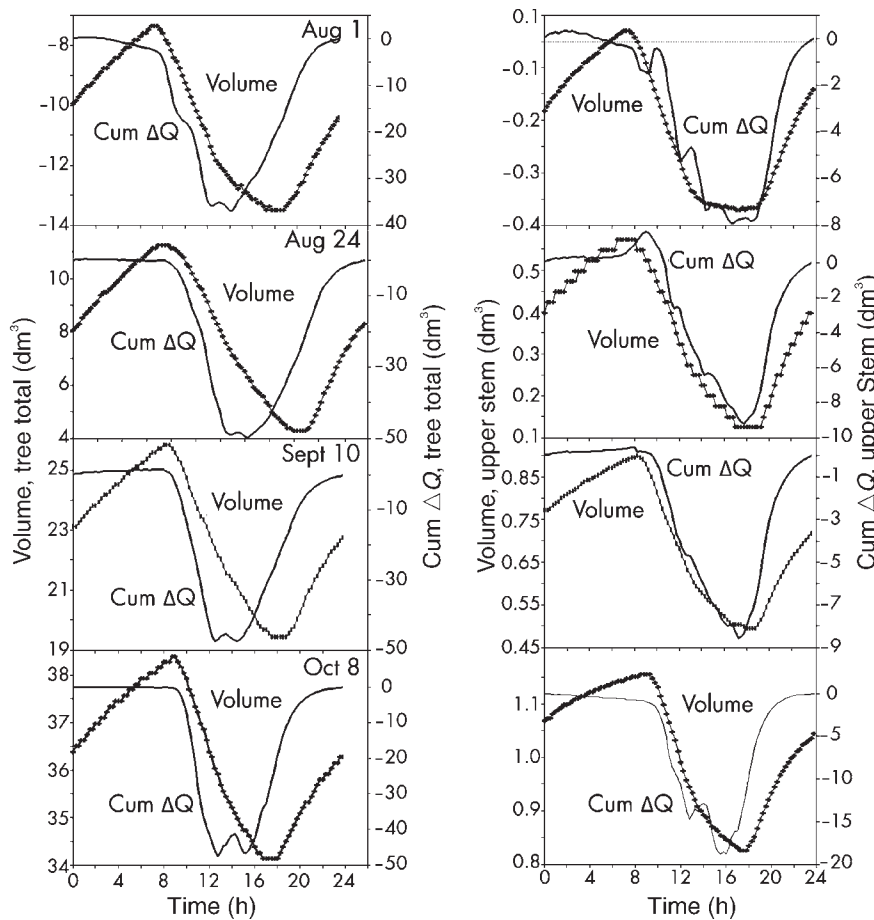 Aug 1
-8
-10
-12
-14
Volume
Cum ΔQ
0
-10
-20
-30
-40
0.1
-0.1
-0.2
-0.3
-0.4
Volume
Cum ΔQ
0
-2
-4
-5
-6
-7
-8
Aug 24
10
8
6
4
Volume
Cum ΔQ
-10
-30
-50
0.5
0.4
0.3
0.2
0.1
Cum ΔQ
Volume
0
-2
-4
-6
-9
-10
Volume, tree total (dm³)
Cum △Q, tree total (dm³)
Volume, upper stem (dm³)
Cum △Q, upper Stem (dm³)
Sept 10
25
23
21
19
Volume
Cum ΔQ
-10
-30
-50
0.85
0.75
0.65
0.55
0.45
Cum ΔQ
Volume
0
-1
-3
-5
-7
-8
-9
Oct 8
38
37
36
35
34
Volume
Cum ΔQ
0
-10
-20
-30
-40
-50
0 4 8 12 16 20 24
Time (h)
1.1
1.0
0.9
0.8
Volume
Cum ΔQ
0
-5
-10
-15
-20
0 4 8 12 16 20 24
Time (h)